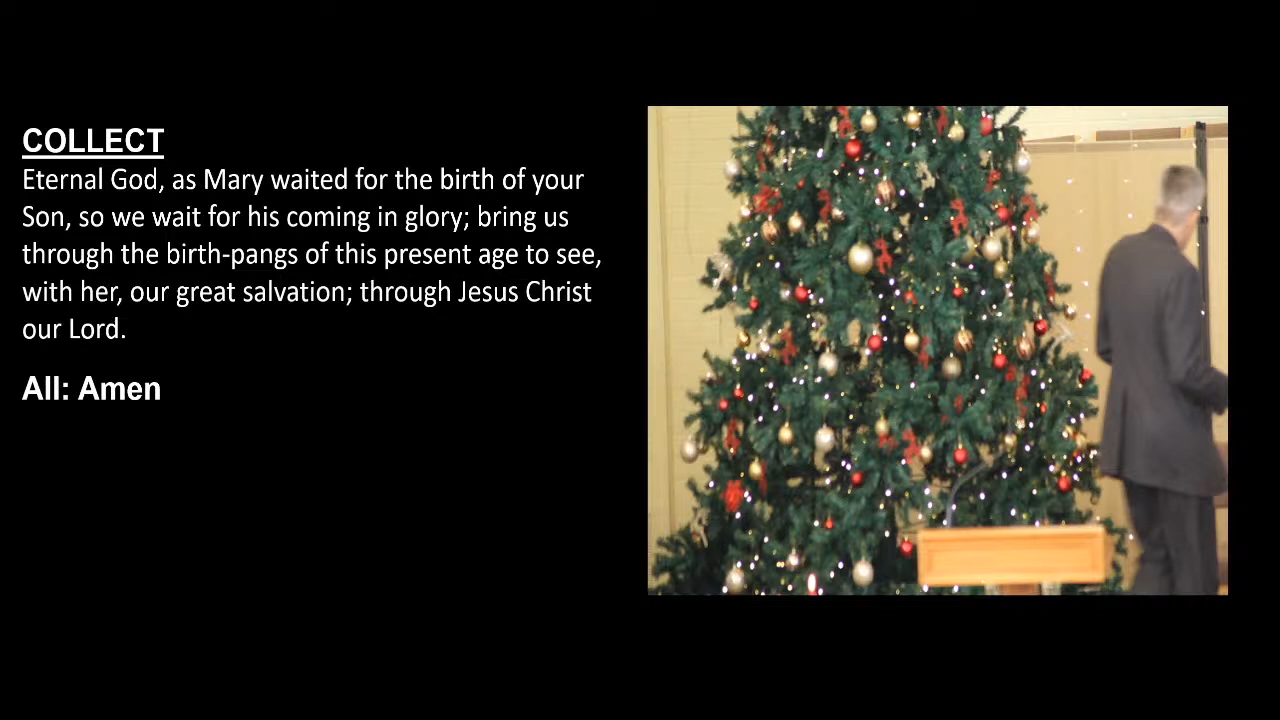 COLLECT
Eternal God, as Mary waited for the birth of your
Son, so we wait for his coming in glory; bring us
through the birth-pangs of this present age to see,
with her, our great salvation; through Jesus Christ
our Lord.
All: Amen